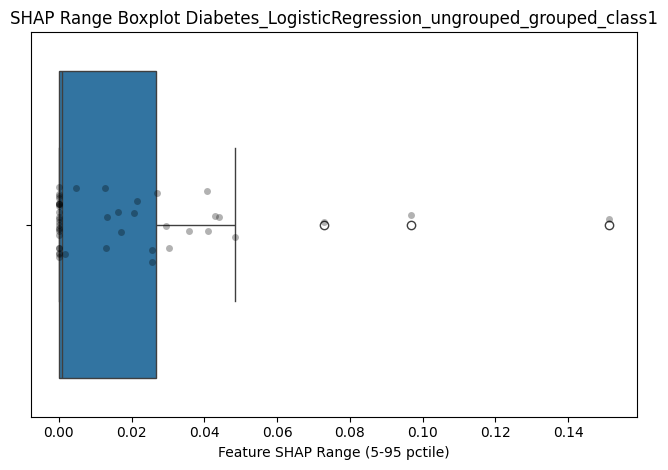 SHAP Range Boxplot Diabetes_LogisticRegression_ungrouped_grouped_class1
0.00 0.02 0.04 0.06 0.08 0.10 0.12 0.14
Feature SHAP Range (5-95 pctile)